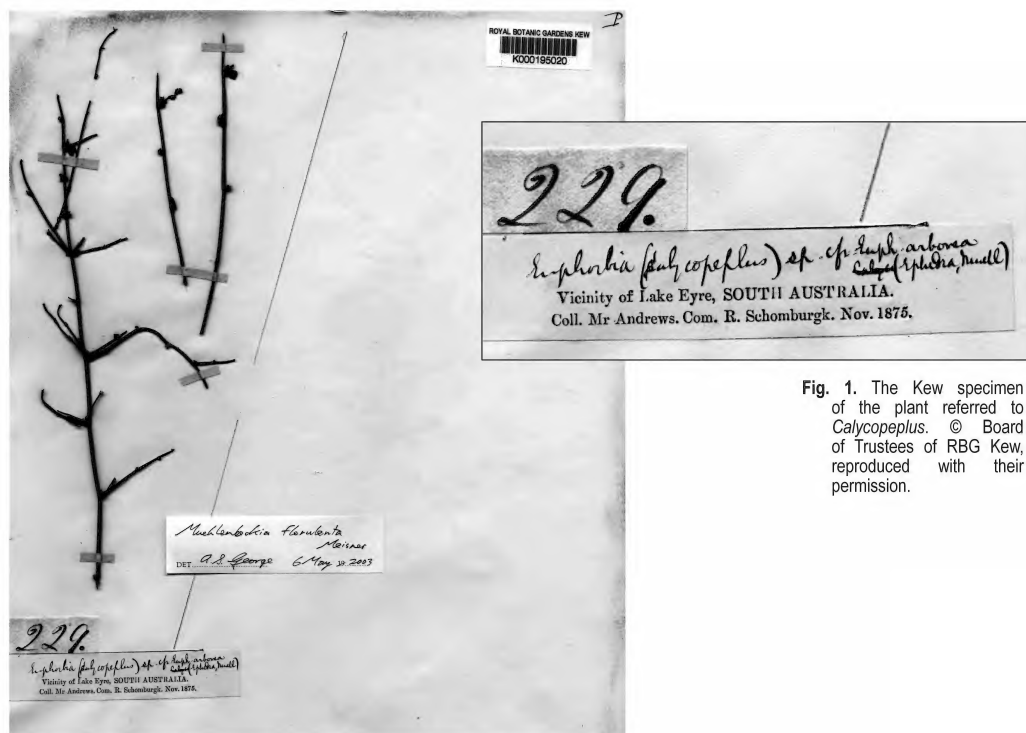 P
ROYAL BOTANIC GARDENS KEW
K000195020
229.
Euphorbia (Calycopeplus) sp. cfr Euph. arborea
(Ephedra, Muell)
Vicinity of Lake Eyre, SOUTH AUSTRALIA.
Coll. Mr Andrews. Com. R. Schomburgk. Nov. 1875.
Fig. 1. The Kew specimen
of the plant referred to
Calycopeplus. © Board
of Trustees of RBG Kew,
reproduced with their
permission.
Muehlenbeckia florulenta
Meisner
DET A.S. George 6 May 2003
229.
Euphorbia (Calycopeplus) sp. cfr Euph. arborea
(Ephedra, Muell)
Vicinity of Lake Eyre, SOUTH AUSTRALIA.
Coll. Mr Andrews. Com. R. Schomburgk. Nov. 1875.